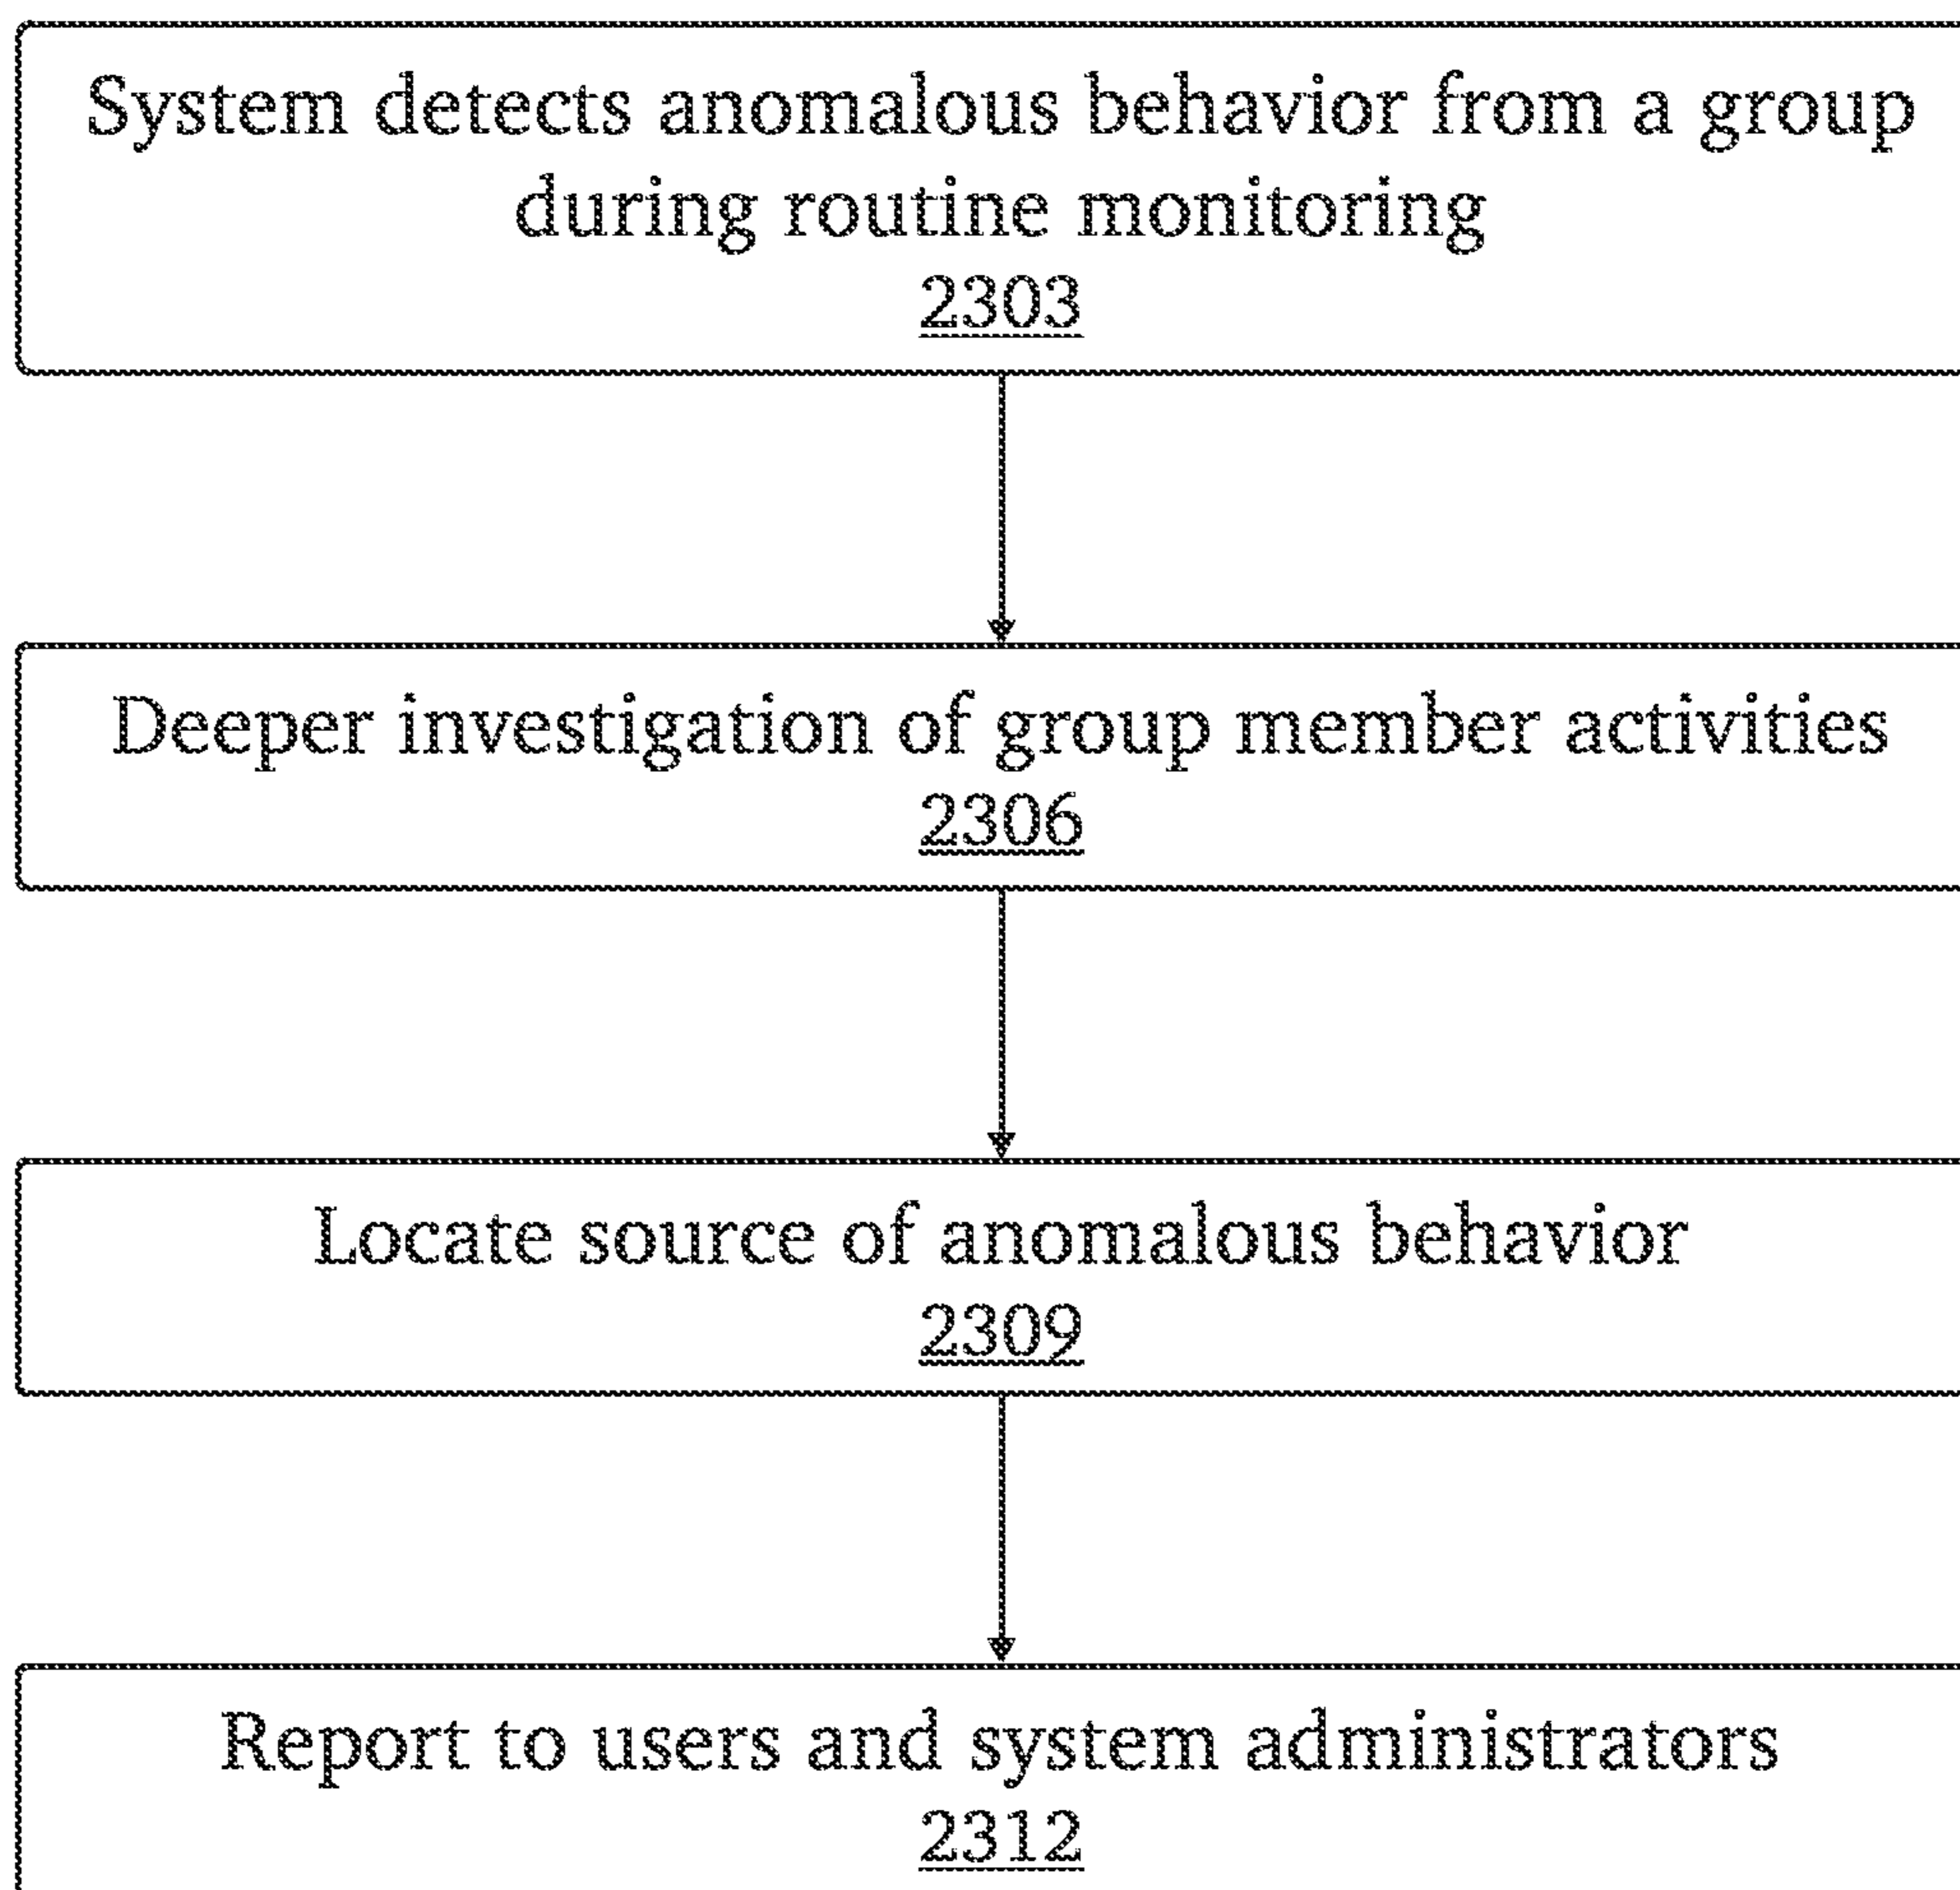 System detects anomalous behavior from a group
during routine monitoring
2303
Deeper investigation of group member activities
2306
Locate source of anomalous behavior
2309
Report to users and system administrators
2312